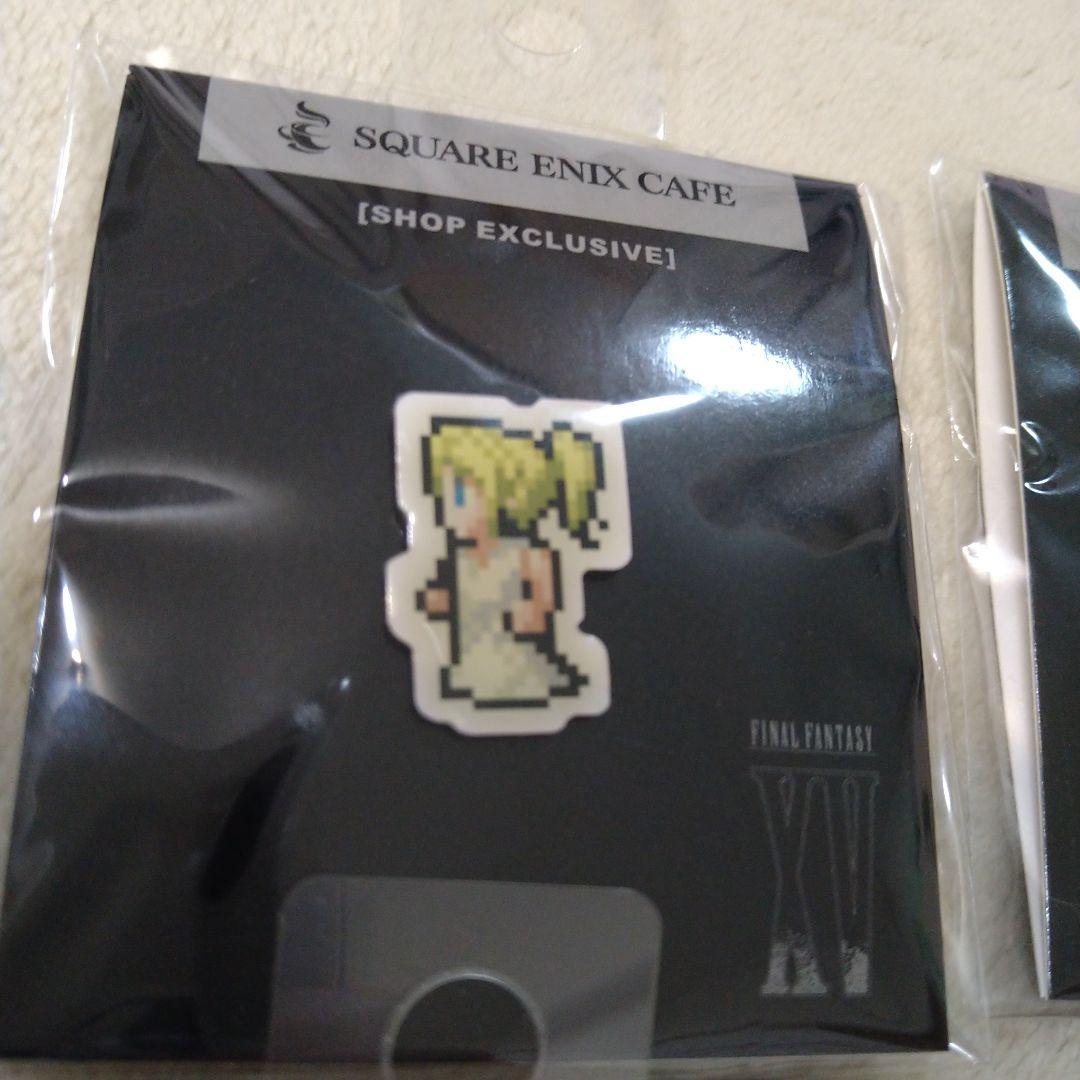 SQUARE ENIX CAFE
[SHOP EXCLUSIVE]
FINAL FANTASY
XV